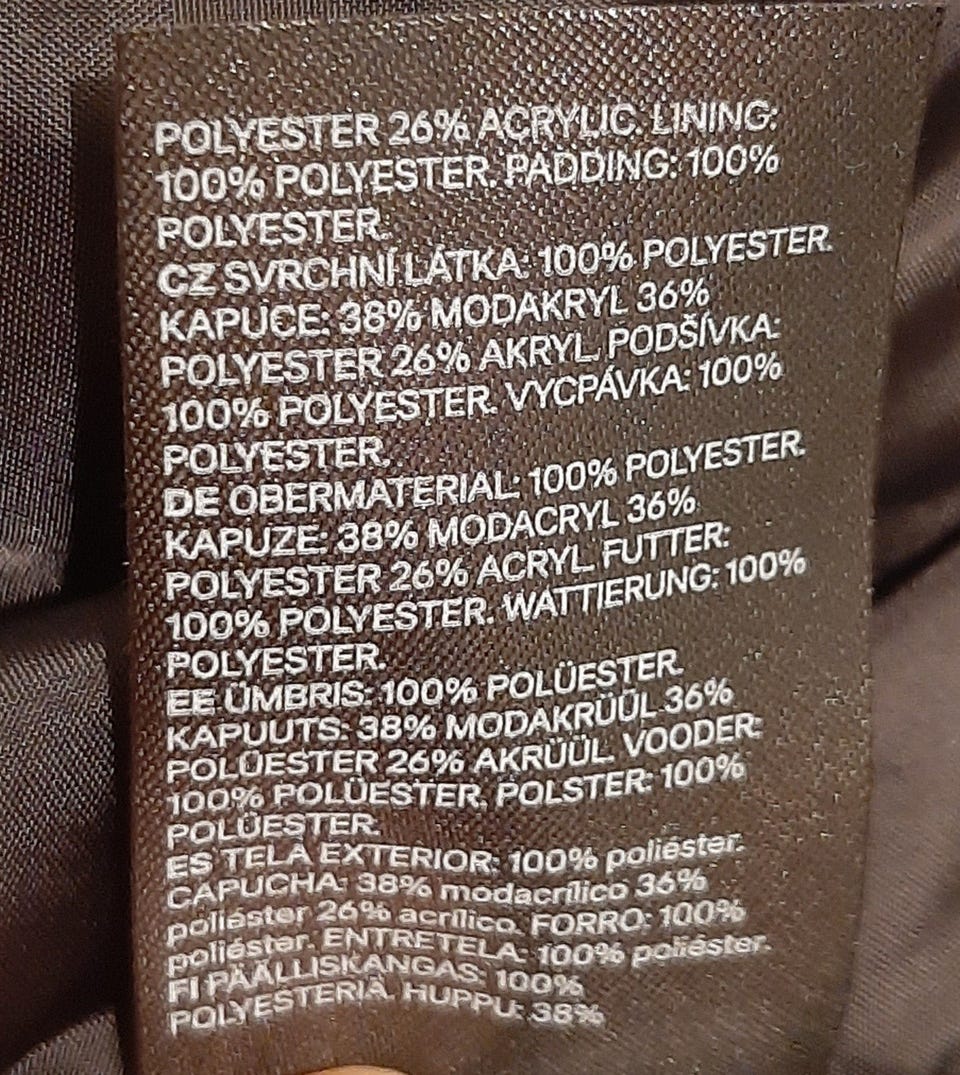 POLYESTER 26% ACRYLIC. LINING:
100% POLYESTER. PADDING: 100%
POLYESTER.
CZ SVRCHNÍ LÁTKA: 100% POLYESTER.
KAPUCE: 38% MODAKRYL 36%
POLYESTER 26% AKRYL. PODŠÍVKA:
100% POLYESTER. VYCPÁVKA: 100%
POLYESTER.
DE OBERMATERIAL: 100% POLYESTER.
KAPUZE: 38% MODACRYL 36%
POLYESTER 26% ACRYL. FUTTER:
100% POLYESTER. WATTIERUNG: 100%
POLYESTER.
EE ÜMBRIS: 100% POLÜESTER.
KAPUUTS: 38% MODAKRÜÜL 36%
POLÜESTER 26% AKRÜÜL. VOODER:
100% POLÜESTER. POLSTER: 100%
POLÜESTER.
ES TELA EXTERIOR: 100% poliéster.
CAPUCHA: 38% modacrílico 36%
poliéster 26% acrílico. FORRO: 100%
poliéster. ENTRETELA: 100% poliéster.
FI PÄÄLLISKANGAS: 100%
POLYESTERIÄ. HUPPU: 38%